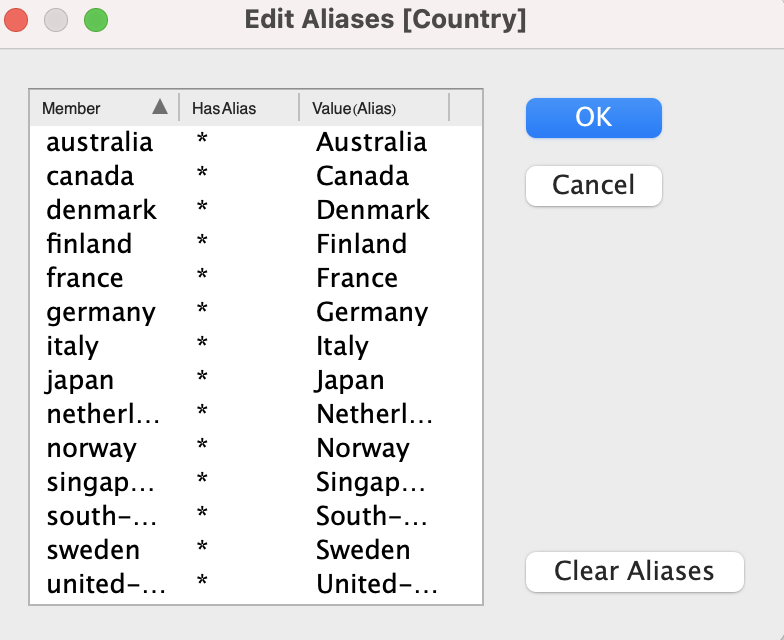 Edit Aliases [Country]
Member ▲ Has Alias Value (Alias)
australia * Australia
canada * Canada
denmark * Denmark
finland * Finland
france * France
germany * Germany
italy * Italy
japan * Japan
netherl... * Netherl...
norway * Norway
singap... * Singap...
south-... * South-...
sweden * Sweden
united-... * United-...
OK
Cancel
Clear Aliases